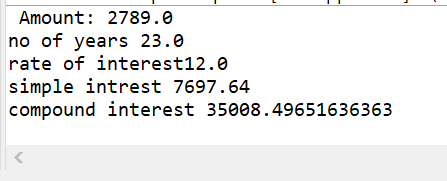 Amount: 2789.0
no of years 23.0
rate of interest12.0
simple intrest 7697.64
compound interest 35008.49651636363